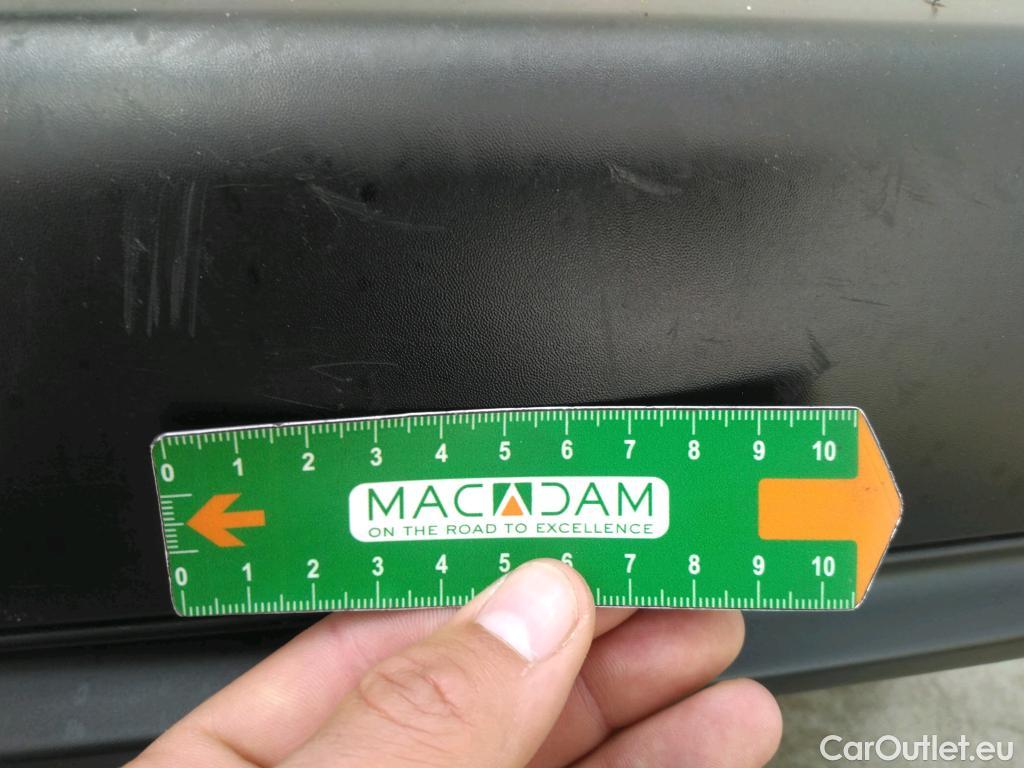 0 1 2 3 4 5 6 7 8 9 10
MACADAM
ON THE ROAD TO EXCELLENCE
0 1 2 3 4 5 6 7 8 9 10
CarOutlet.eu